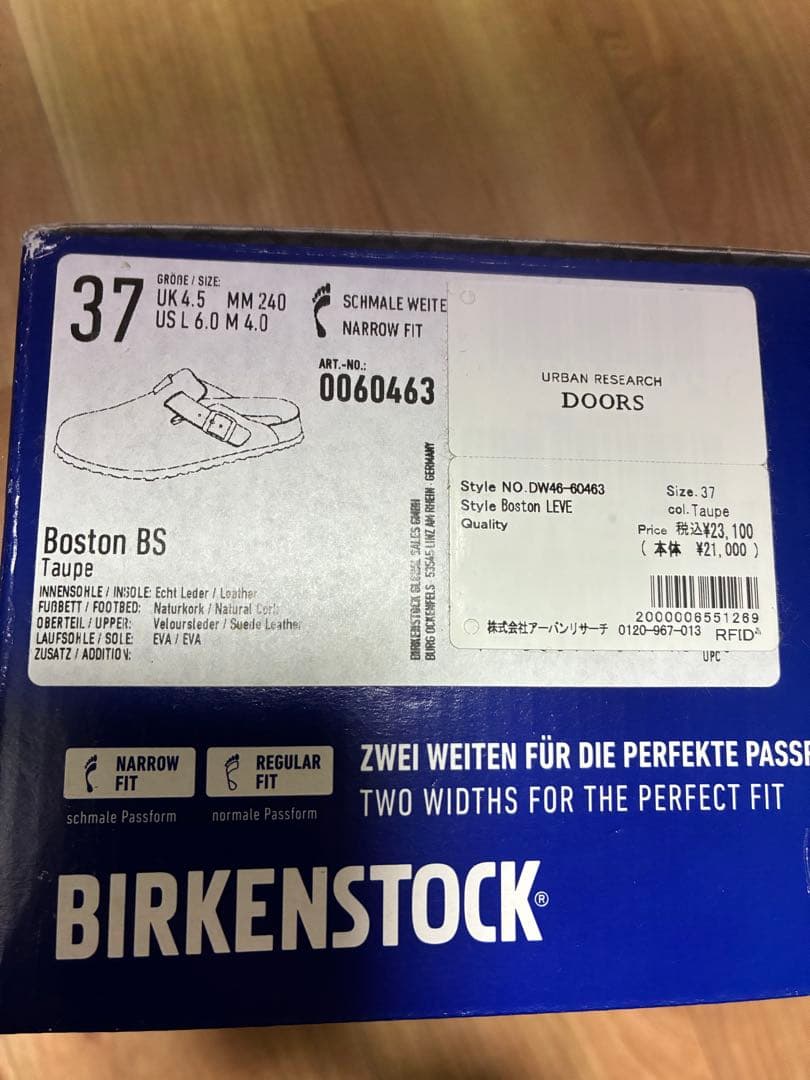 37
GRÖßE / SIZE:
UK 4.5 MM 240
US L 6.0 M 4.0
SCHMALE WEITE
NARROW FIT
ART.-NO.:
0060463
Boston BS
Taupe
INNENSOHLE / INSOLE: Echt Leder / Leather
FUßBETT / FOOTBED: Naturkork / Natural Cork
OBERTEIL / UPPER: Veloursleder / Suede Leather
LAUFSOHLE / SOLE: EVA / EVA
ZUSATZ / ADDITION:
BIRKENSTOCK GLOBAL SALES GMBH
BURG OCKENFELS · 53545 LINZ AM RHEIN · GERMANY
URBAN RESEARCH
DOORS
Style NO.DW46-60463
Style Boston LEVE
Quality
Size. 37
col. Taupe
Price 税込¥23,100
( 本体 ¥21,000 )
2000006551269
株式会社アーバンリサーチ 0120-967-013 RFID
UPC
NARROW FIT
schmale Passform
REGULAR FIT
normale Passform
ZWEI WEITEN FÜR DIE PERFEKTE PASSF
TWO WIDTHS FOR THE PERFECT FIT
BIRKENSTOCK®